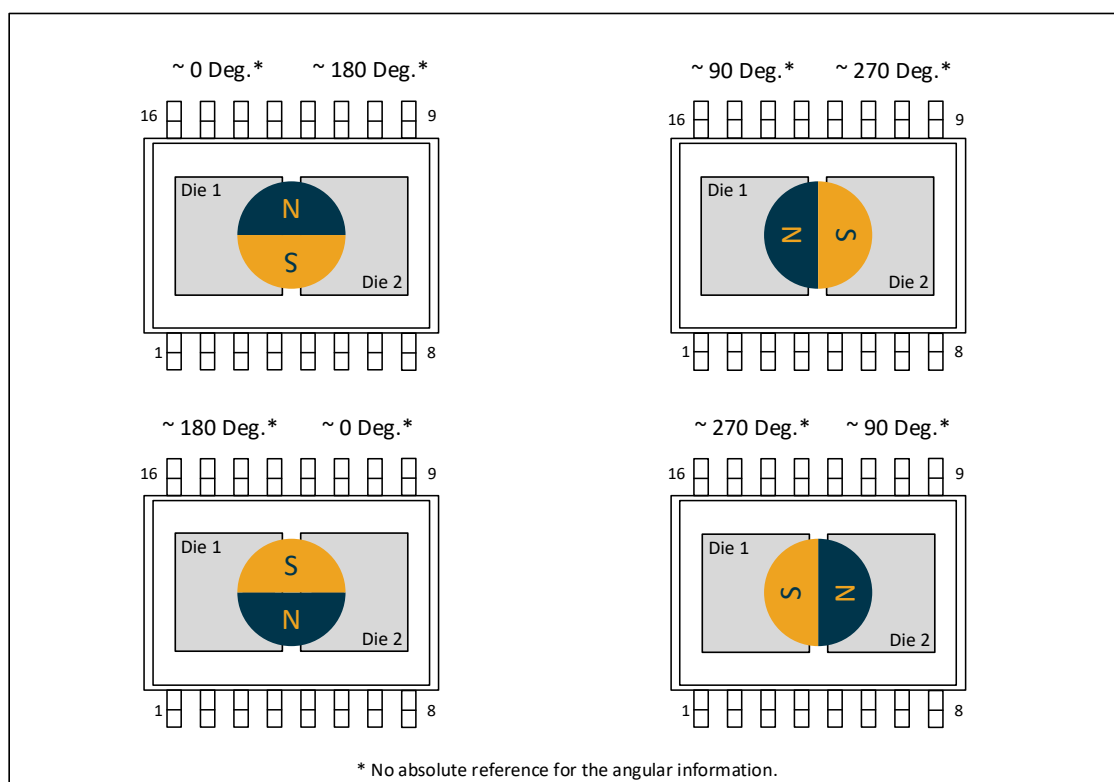 ~ 0 Deg.* ~ 180 Deg.*
16 9
Die 1
N
S
Die 2
1 8
~ 90 Deg.* ~ 270 Deg.*
16 9
Die 1
N S
Die 2
1 8
~ 180 Deg.* ~ 0 Deg.*
16 9
Die 1
S
N
Die 2
1 8
~ 270 Deg.* ~ 90 Deg.*
16 9
Die 1
S N
Die 2
1 8
* No absolute reference for the angular information.